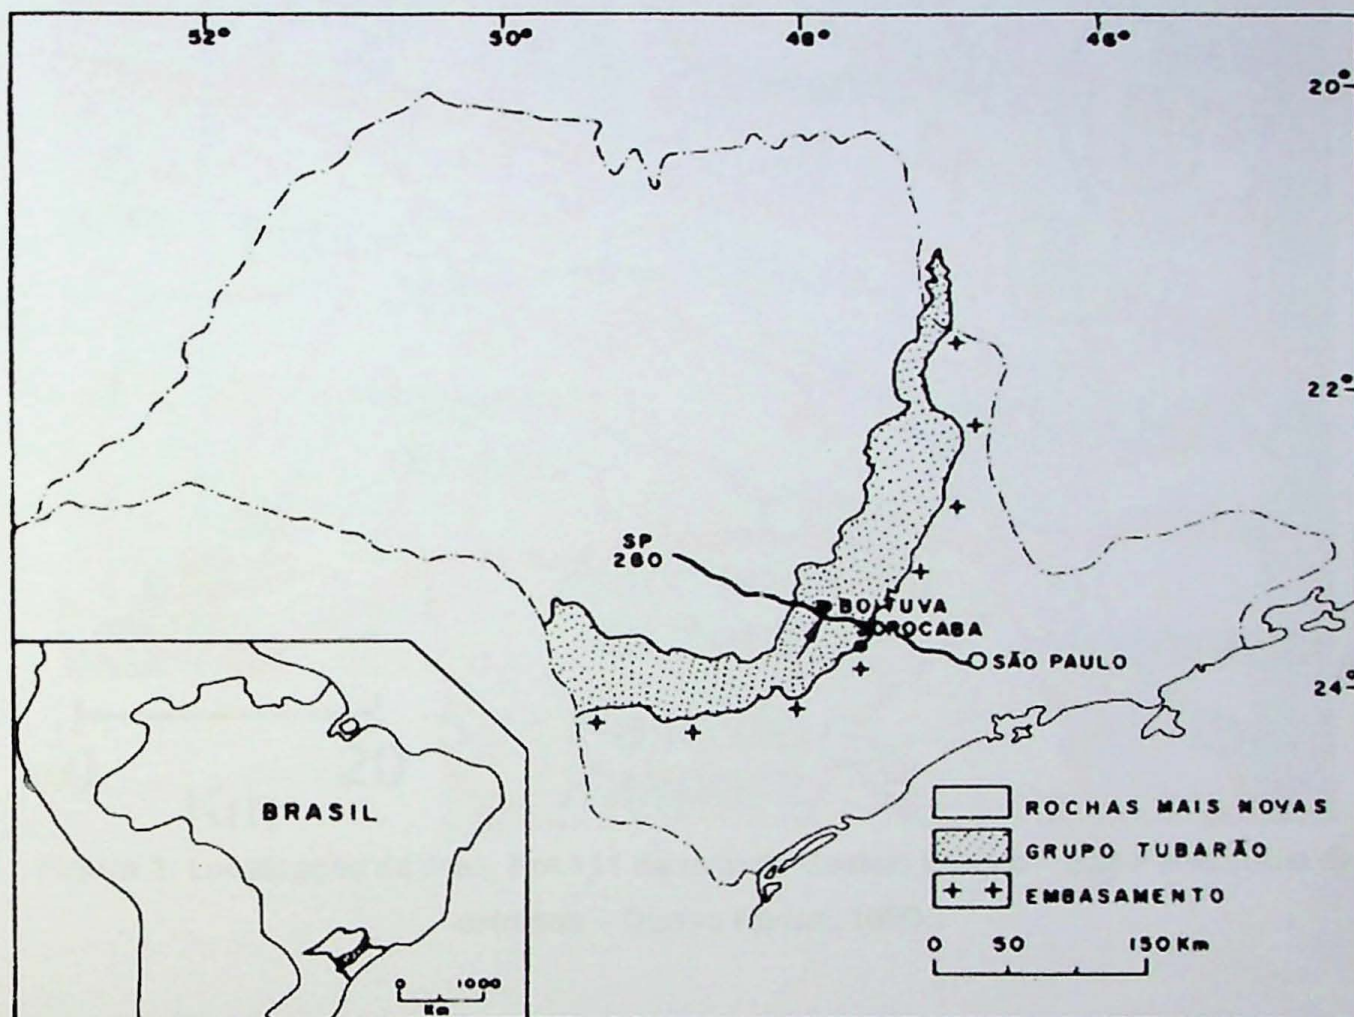 52° 50° 48° 46°
20°
22°
24°
SP
280
BOITUVA
SOROCABA
SÃO PAULO
BRASIL
0 1000
Km
ROCHAS MAIS NOVAS
GRUPO TUBARÃO
EMBASAMENTO
0 50 150 Km